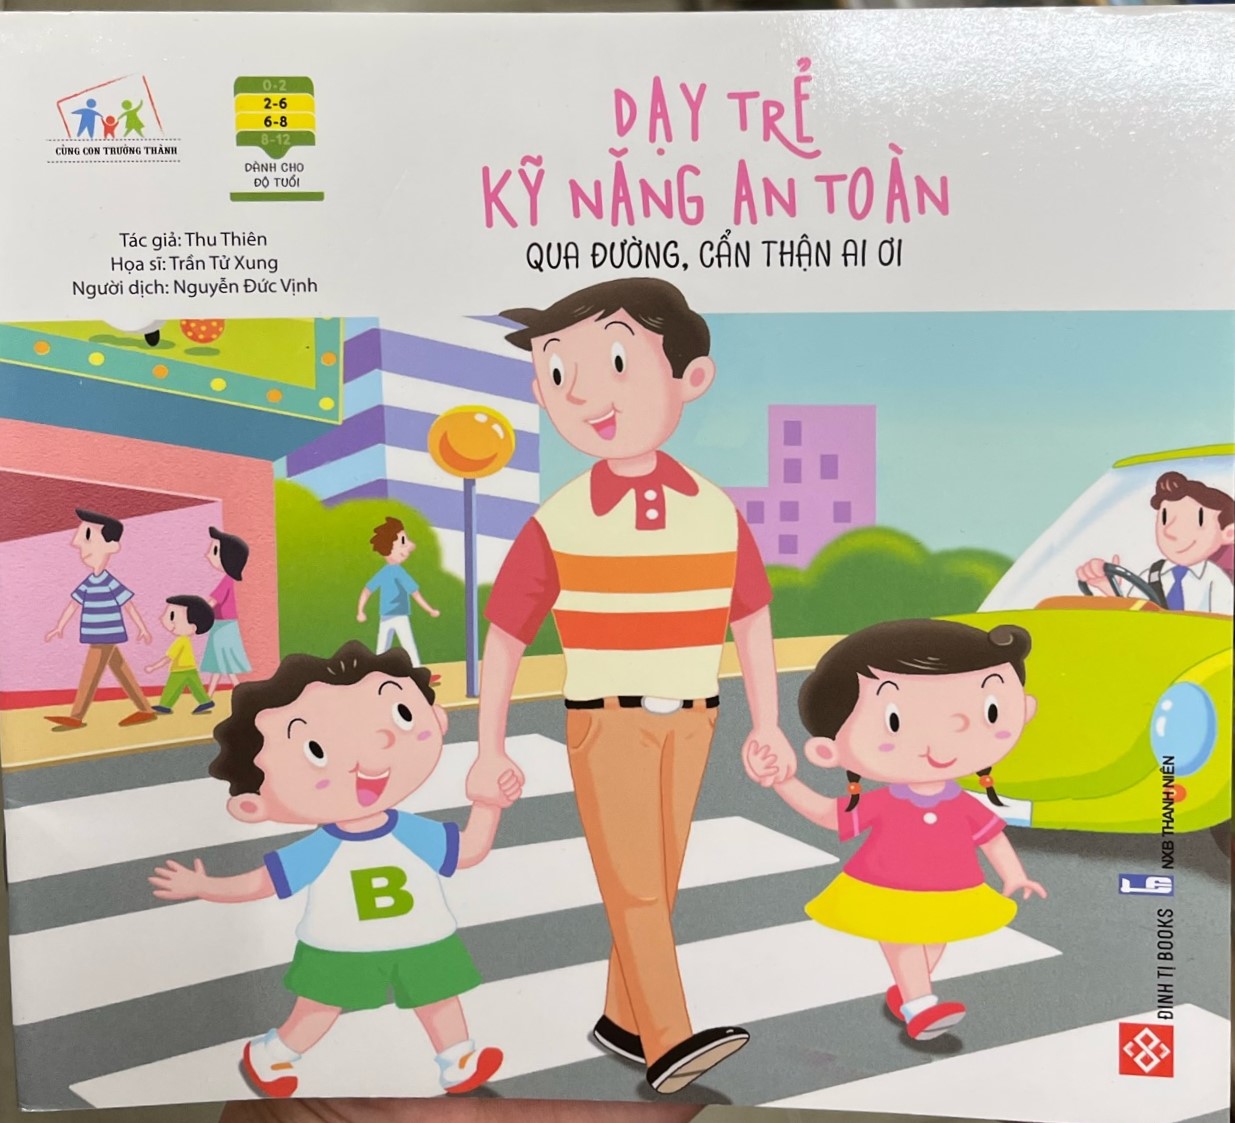 CÙNG CON TRƯỞNG THÀNH
0-2
2-6
6-8
8-12
DÀNH CHO
ĐỘ TUỔI
DẠY TRẺ
KỸ NĂNG AN TOÀN
QUA ĐƯỜNG, CẨN THẬN AI ƠI
Tác giả: Thu Thiên
Họa sĩ: Trần Tử Xung
Người dịch: Nguyễn Đức Vịnh
B
ĐINH TỊ BOOKS
NXB THANH NIÊN